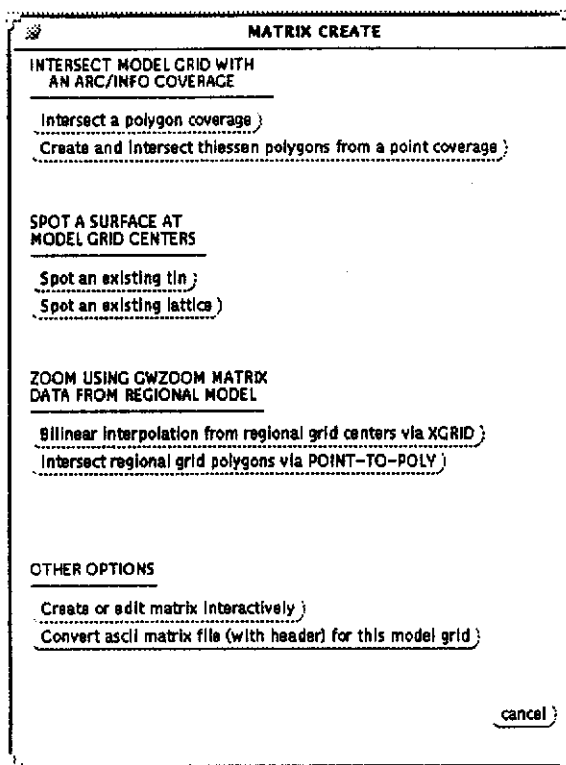 MATRIX CREATE
INTERSECT MODEL GRID WITH
AN ARC/INFO COVERAGE
Intersect a polygon coverage
Create and Intersect thiessen polygons from a point coverage
SPOT A SURFACE AT
MODEL GRID CENTERS
Spot an existing tin
Spot an existing lattice
ZOOM USING GWZOOM MATRIX
DATA FROM REGIONAL MODEL
Bilinear interpolation from regional grid centers via XGRID
Intersect regional grid polygons via POINT-TO-POLY
OTHER OPTIONS
Create or edit matrix interactively
Convert ascii matrix file (with header) for this model grid
cancel